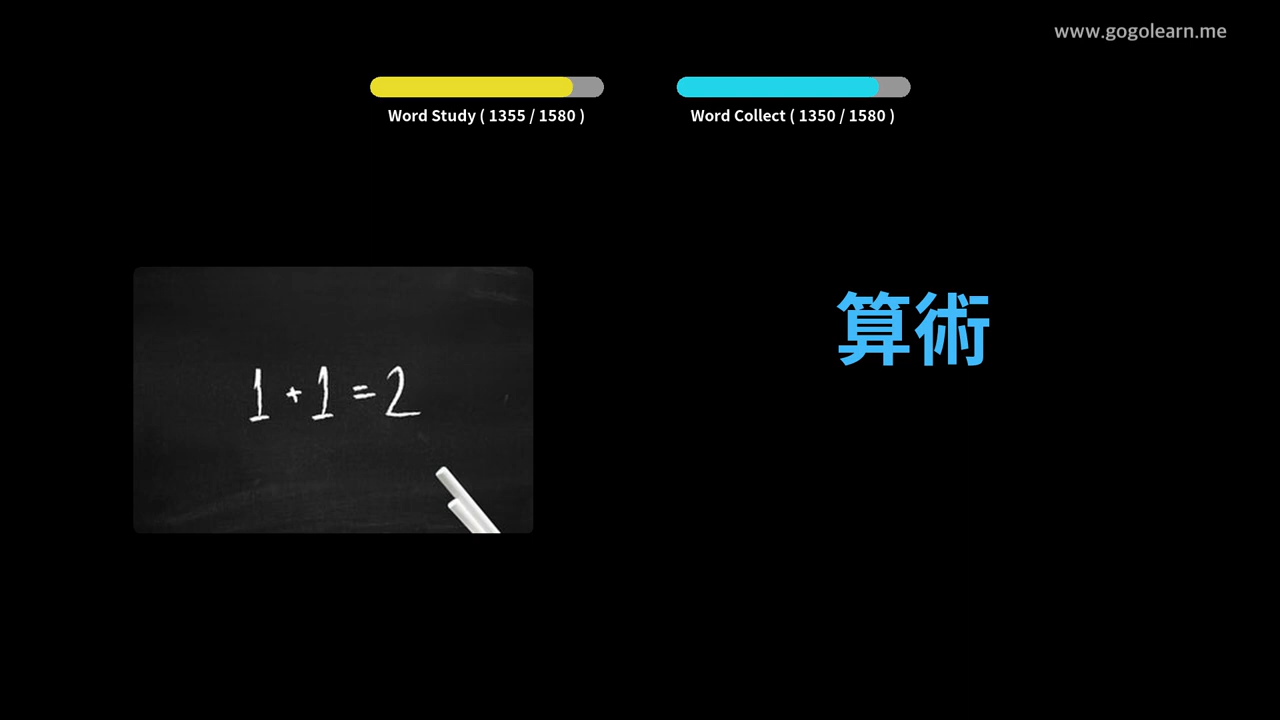 www.gogolearn.me
Word Study ( 1355 / 1580 )
Word Collect ( 1350 / 1580 )
1 + 1 = 2
算術